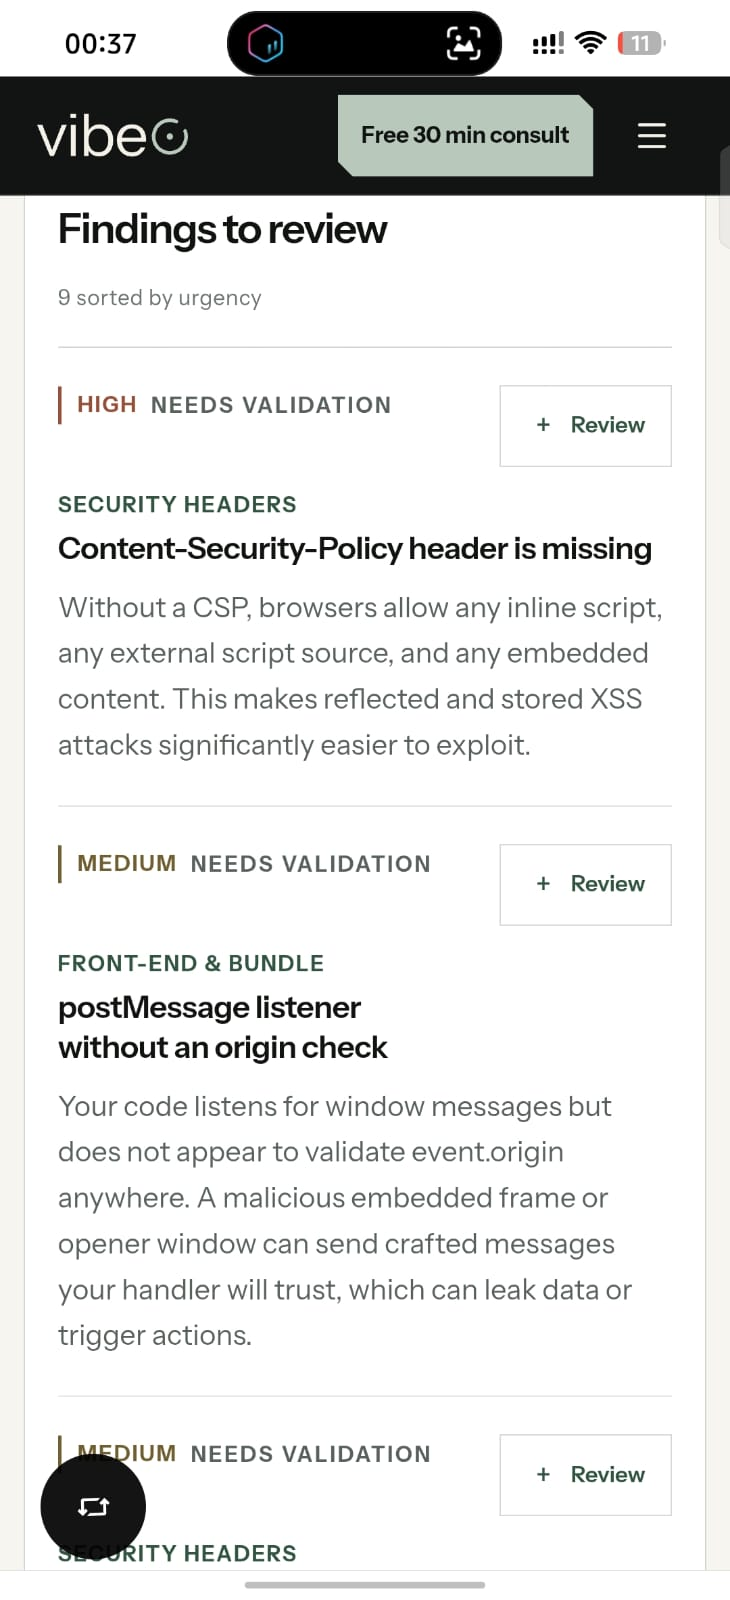 00:37
11
vibe
Free 30 min consult
Findings to review
9 sorted by urgency
HIGH NEEDS VALIDATION
+ Review
SECURITY HEADERS
Content-Security-Policy header is missing
Without a CSP, browsers allow any inline script,
any external script source, and any embedded
content. This makes reflected and stored XSS
attacks significantly easier to exploit.
MEDIUM NEEDS VALIDATION
+ Review
FRONT-END & BUNDLE
postMessage listener
without an origin check
Your code listens for window messages but
does not appear to validate event.origin
anywhere. A malicious embedded frame or
opener window can send crafted messages
your handler will trust, which can leak data or
trigger actions.
MEDIUM NEEDS VALIDATION
+ Review
SECURITY HEADERS